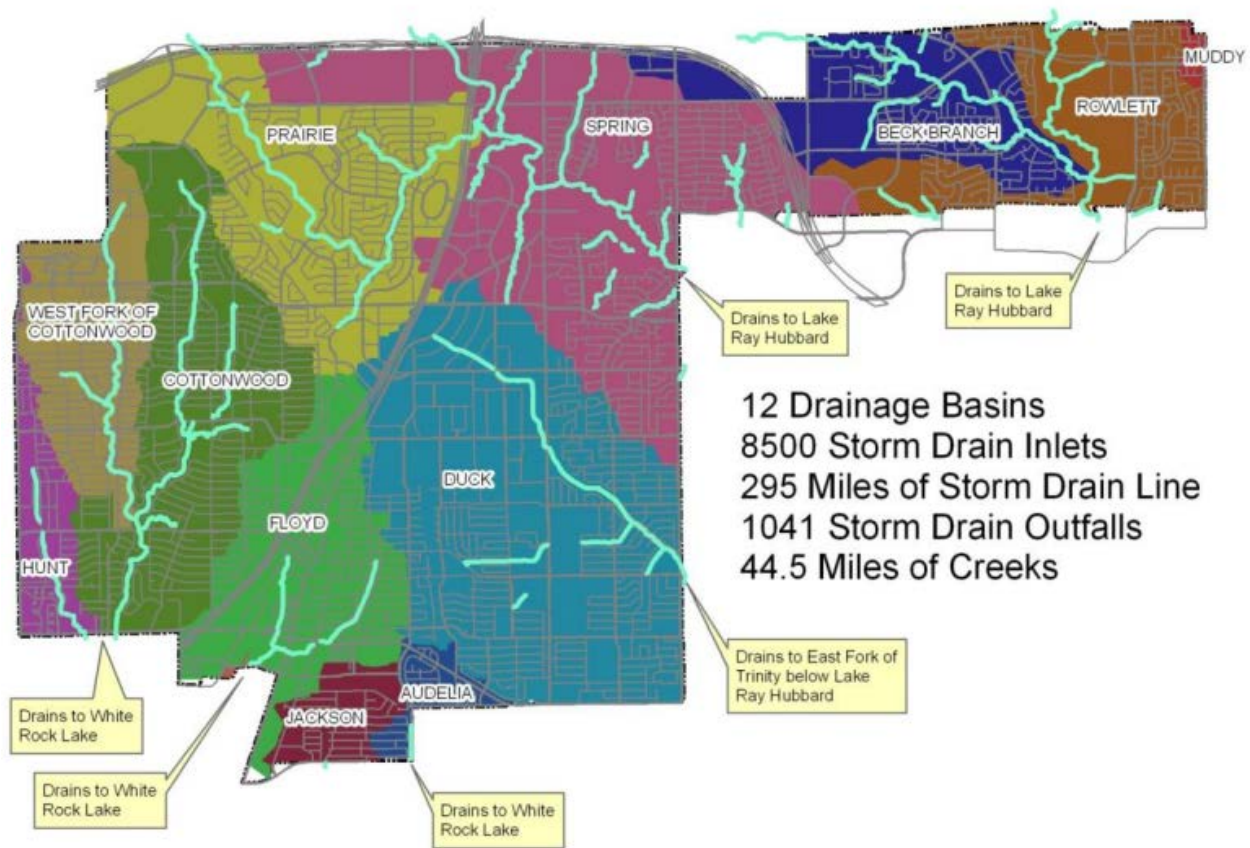 MUDDY
ROWLETT
PRAIRIE
SPRING
BECK BRANCH
Drains to Lake
Ray Hubbard
WEST FORK OF
COTTONWOOD
Drains to Lake
Ray Hubbard
COTTONWOOD
12 Drainage Basins
8500 Storm Drain Inlets
295 Miles of Storm Drain Line
1041 Storm Drain Outfalls
44.5 Miles of Creeks
DUCK
FLOYD
HUNT
Drains to East Fork of
Trinity below Lake
Ray Hubbard
AUDELIA
JACKSON
Drains to White
Rock Lake
Drains to White
Rock Lake
Drains to White
Rock Lake